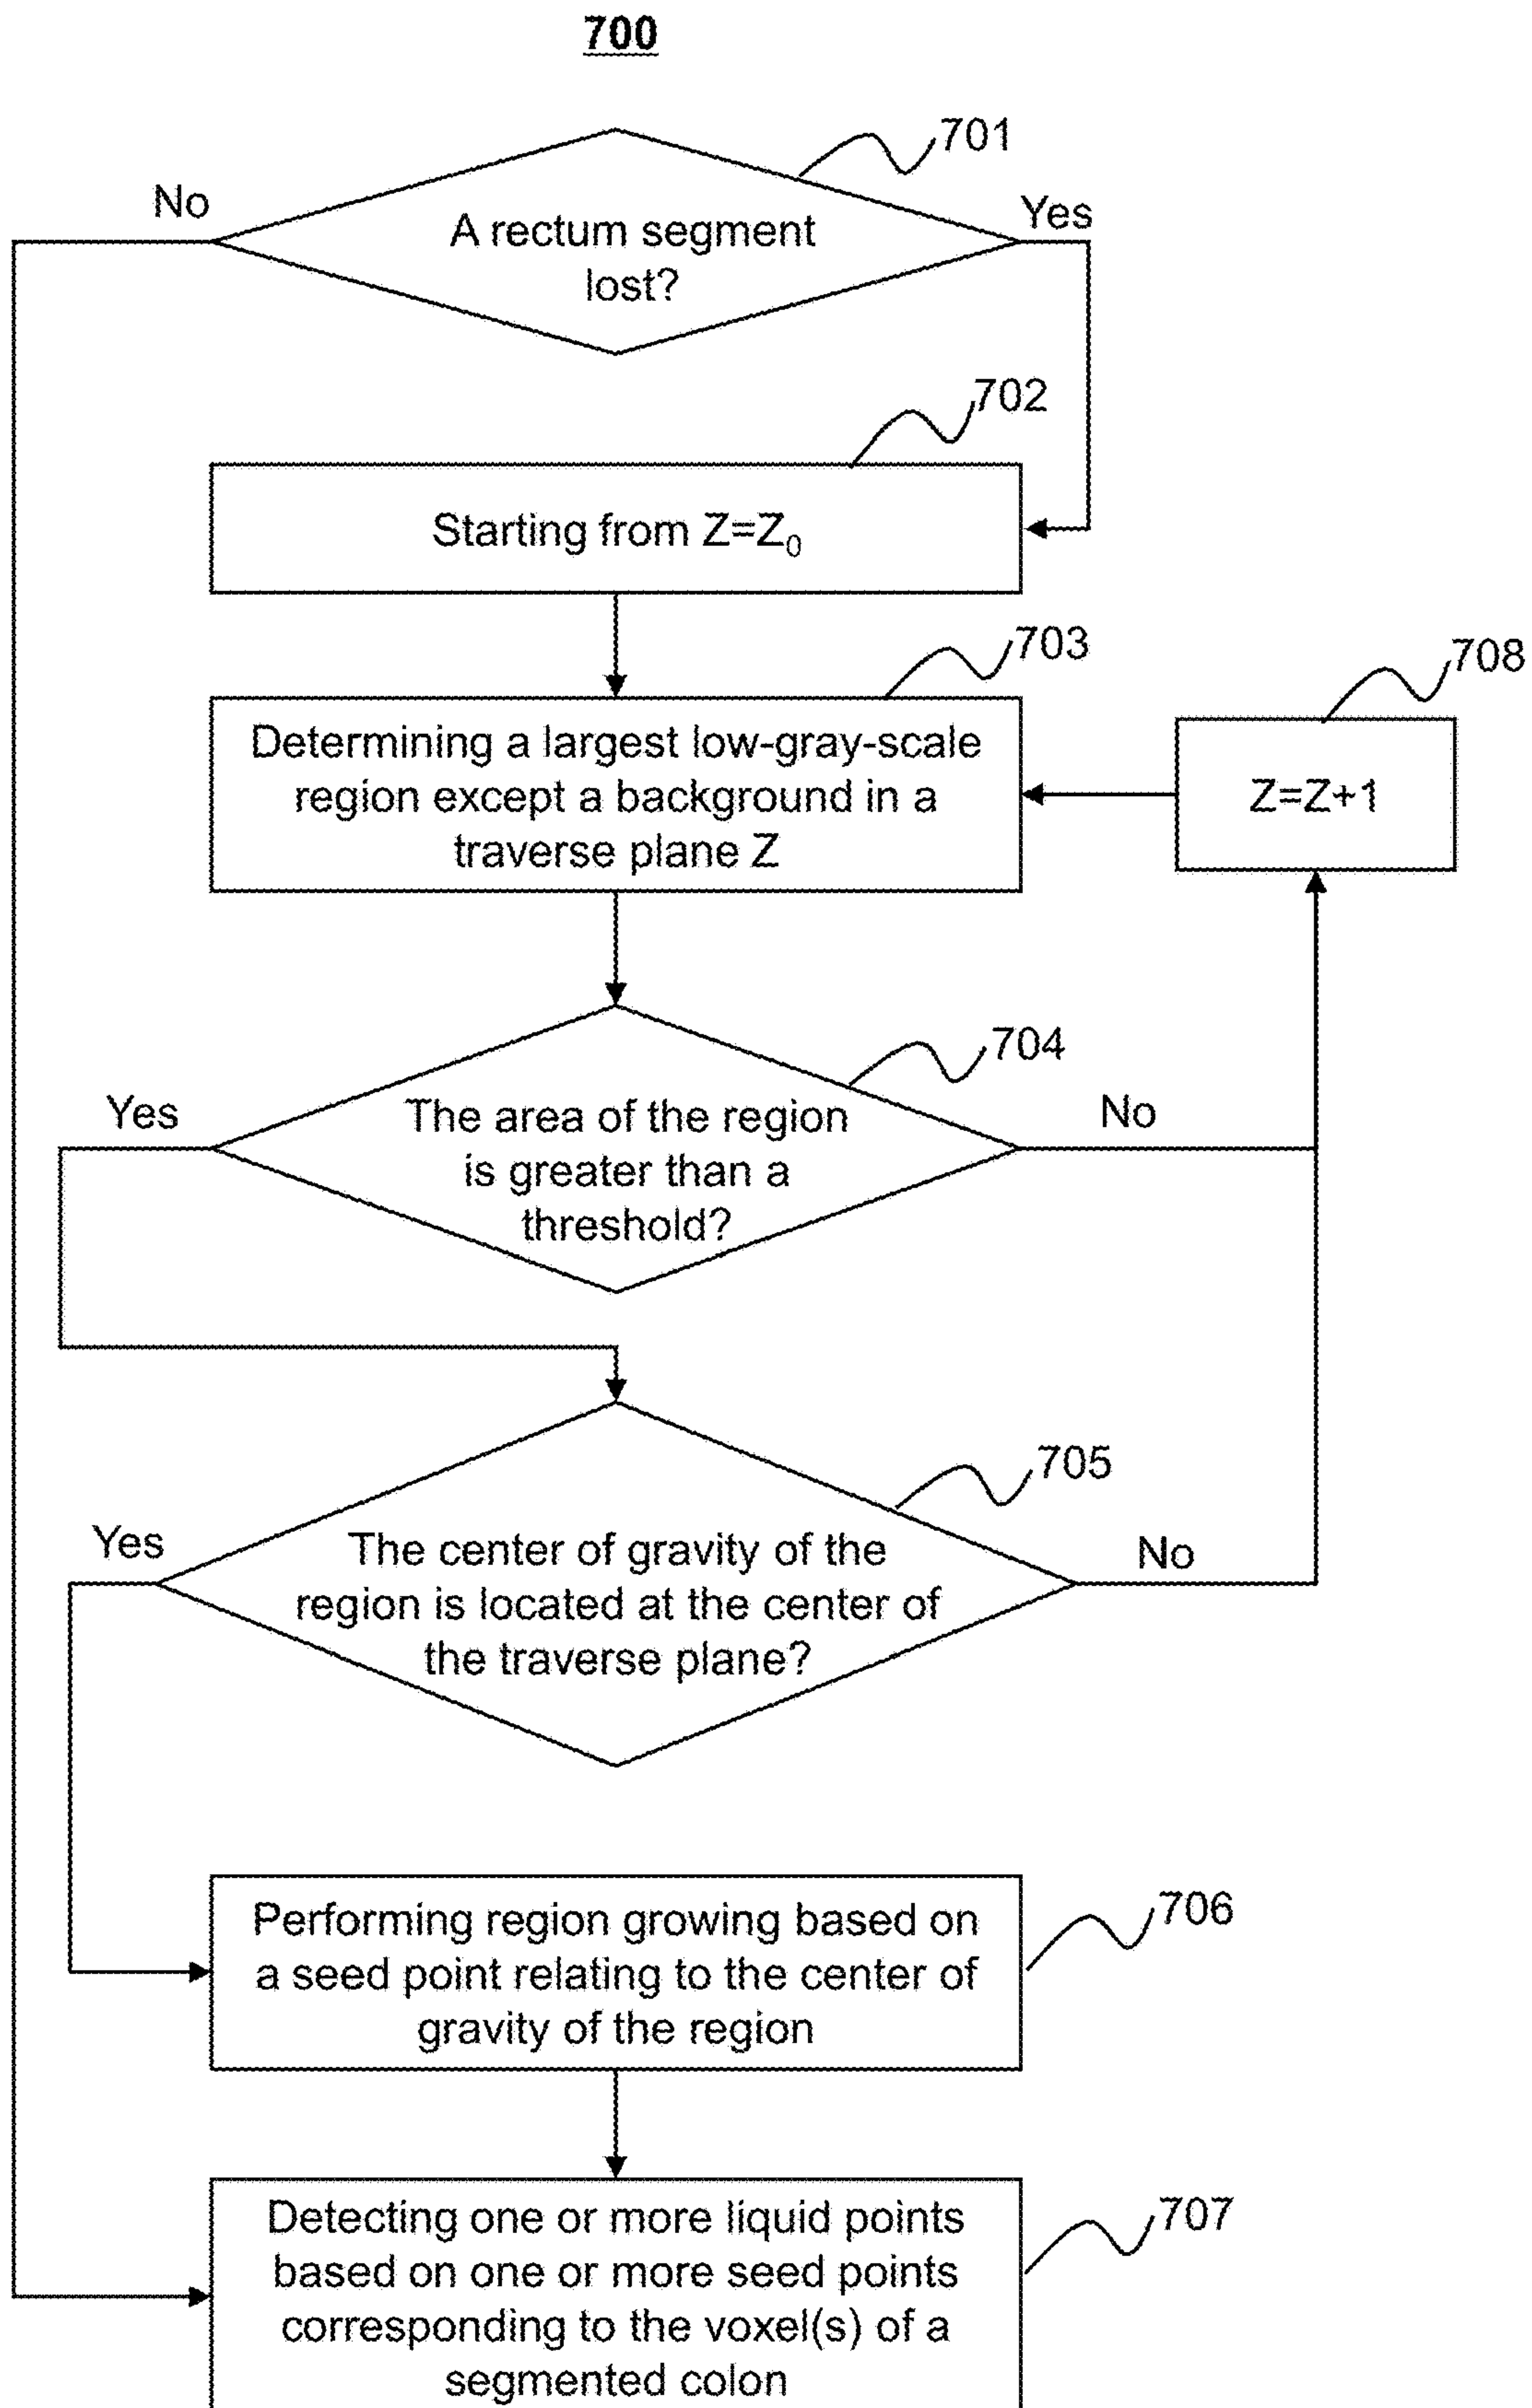 700
701
No
Yes
A rectum segment
lost?
702
Starting from Z=Z₀
703
708
Determining a largest low-gray-scale
region except a background in a
traverse plane Z
Z=Z+1
704
Yes
No
The area of the region
is greater than a
threshold?
705
Yes
No
The center of gravity of the
region is located at the center of
the traverse plane?
706
Performing region growing based on
a seed point relating to the center of
gravity of the region
707
Detecting one or more liquid points
based on one or more seed points
corresponding to the voxel(s) of a
segmented colon